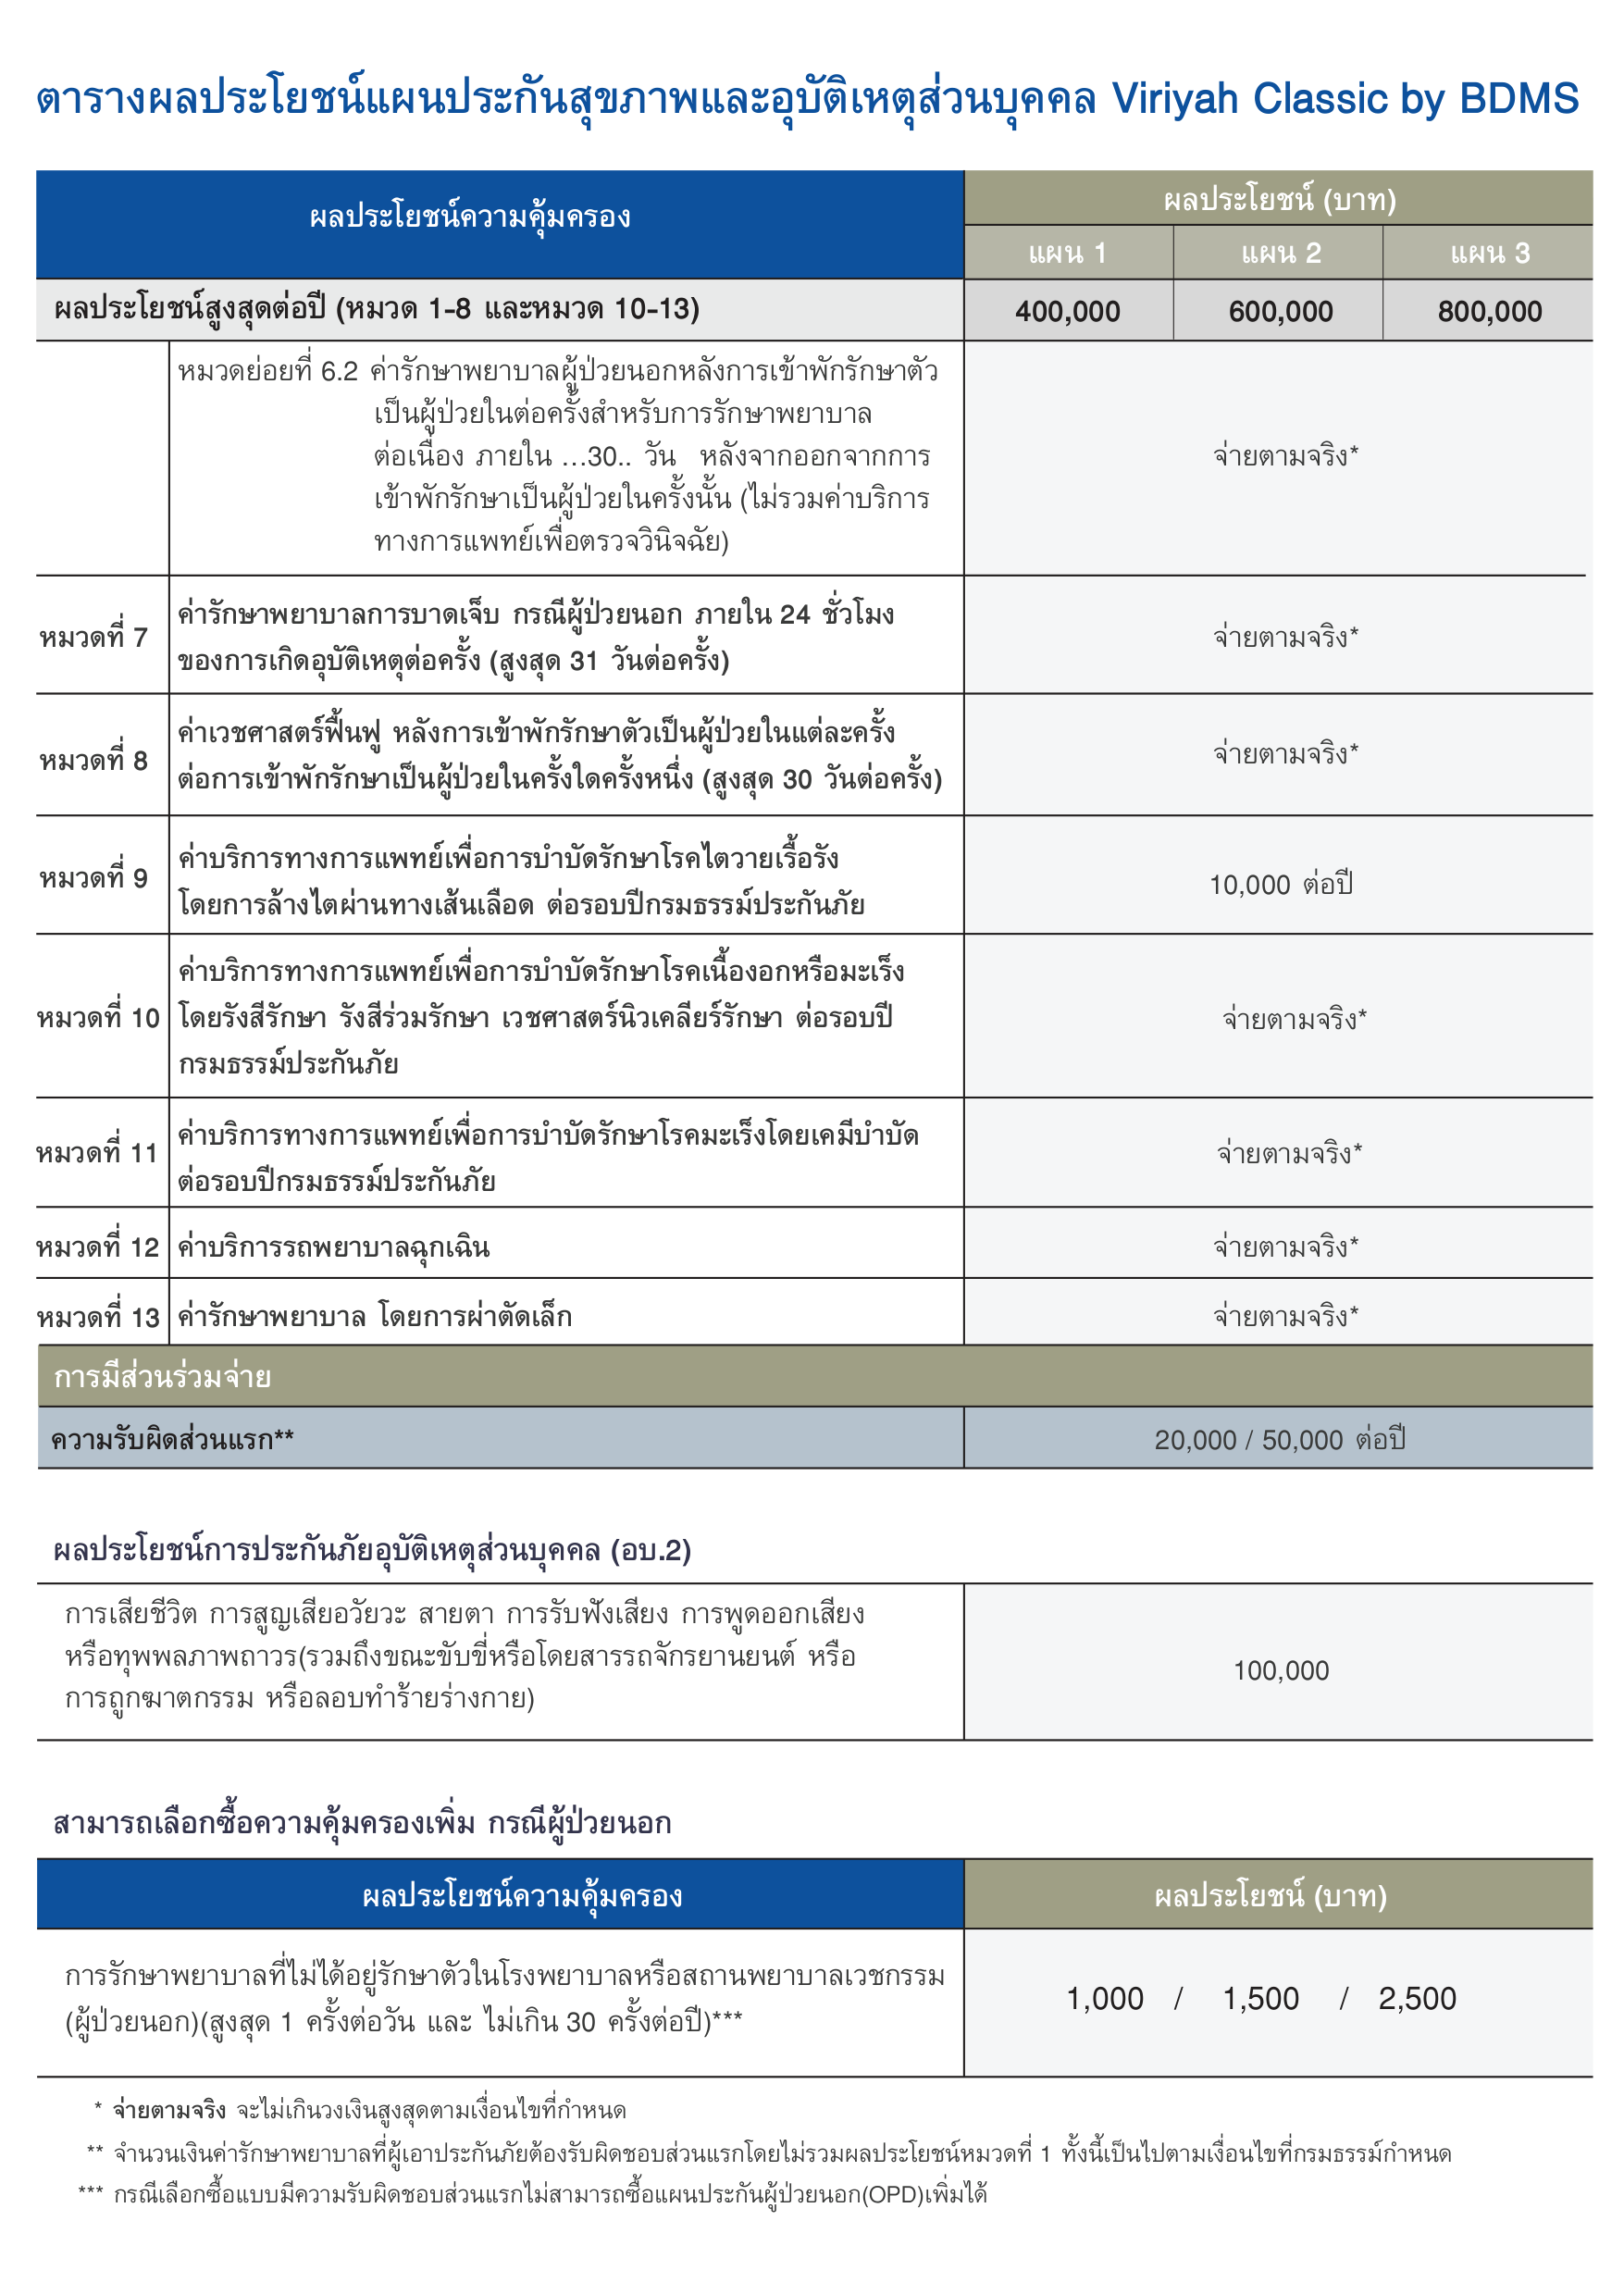 ตารางผลประโยชน์แผนประกันสุขภาพและอุบัติเหตุส่วนบุคคล Viriyah Classic by BDMS
ผลประโยชน์ความคุ้มครอง
ผลประโยชน์ (บาท)
แผน 1
แผน 2
แผน 3
ผลประโยชน์สูงสุดต่อปี (หมวด 1-8 และหมวด 10-13)
400,000
600,000
800,000
หมวดย่อยที่ 6.2 ค่ารักษาพยาบาลผู้ป่วยนอกหลังการเข้าพักรักษาตัว
เป็นผู้ป่วยในต่อครั้งสำหรับการรักษาพยาบาล
ต่อเนื่อง ภายใน ...30.. วัน หลังจากออกจากการ
เข้าพักรักษาเป็นผู้ป่วยในครั้งนั้น (ไม่รวมค่าบริการ
ทางการแพทย์เพื่อตรวจวินิจฉัย)
จ่ายตามจริง*
หมวดที่ 7
ค่ารักษาพยาบาลการบาดเจ็บ กรณีผู้ป่วยนอก ภายใน 24 ชั่วโมง
ของการเกิดอุบัติเหตุต่อครั้ง (สูงสุด 31 วันต่อครั้ง)
จ่ายตามจริง*
หมวดที่ 8
ค่าเวชศาสตร์ฟื้นฟู หลังการเข้าพักรักษาตัวเป็นผู้ป่วยในแต่ละครั้ง
ต่อการเข้าพักรักษาเป็นผู้ป่วยในครั้งใดครั้งหนึ่ง (สูงสุด 30 วันต่อครั้ง)
จ่ายตามจริง*
หมวดที่ 9
ค่าบริการทางการแพทย์เพื่อการบำบัดรักษาโรคไตวายเรื้อรัง
โดยการล้างไตผ่านทางเส้นเลือด ต่อรอบปีกรมธรรม์ประกันภัย
10,000 ต่อปี
หมวดที่ 10
ค่าบริการทางการแพทย์เพื่อการบำบัดรักษาโรคเนื้องอกหรือมะเร็ง
โดยรังสีรักษา รังสีร่วมรักษา เวชศาสตร์นิวเคลียร์รักษา ต่อรอบปี
กรมธรรม์ประกันภัย
จ่ายตามจริง*
หมวดที่ 11
ค่าบริการทางการแพทย์เพื่อการบำบัดรักษาโรคมะเร็งโดยเคมีบำบัด
ต่อรอบปีกรมธรรม์ประกันภัย
จ่ายตามจริง*
หมวดที่ 12
ค่าบริการรถพยาบาลฉุกเฉิน
จ่ายตามจริง*
หมวดที่ 13
ค่ารักษาพยาบาล โดยการผ่าตัดเล็ก
จ่ายตามจริง*
การมีส่วนร่วมจ่าย
ความรับผิดส่วนแรก**
20,000 / 50,000 ต่อปี
ผลประโยชน์การประกันภัยอุบัติเหตุส่วนบุคคล (อบ.2)
การเสียชีวิต การสูญเสียอวัยวะ สายตา การรับฟังเสียง การพูดออกเสียง
หรือทุพพลภาพถาวร(รวมถึงขณะขับขี่หรือโดยสารรถจักรยานยนต์ หรือ
การถูกฆาตกรรม หรือลอบทำร้ายร่างกาย)
100,000
สามารถเลือกซื้อความคุ้มครองเพิ่ม กรณีผู้ป่วยนอก
ผลประโยชน์ความคุ้มครอง
ผลประโยชน์ (บาท)
การรักษาพยาบาลที่ไม่ได้อยู่รักษาตัวในโรงพยาบาลหรือสถานพยาบาลเวชกรรม
(ผู้ป่วยนอก)(สูงสุด 1 ครั้งต่อวัน และ ไม่เกิน 30 ครั้งต่อปี)***
1,000 / 1,500 / 2,500
* จ่ายตามจริง จะไม่เกินวงเงินสูงสุดตามเงื่อนไขที่กำหนด
** จำนวนเงินค่ารักษาพยาบาลที่ผู้เอาประกันภัยต้องรับผิดชอบส่วนแรกโดยไม่รวมผลประโยชน์หมวดที่ 1 ทั้งนี้เป็นไปตามเงื่อนไขที่กรมธรรม์กำหนด
*** กรณีเลือกซื้อแบบมีความรับผิดชอบส่วนแรกไม่สามารถซื้อแผนประกันผู้ป่วยนอก(OPD)เพิ่มได้